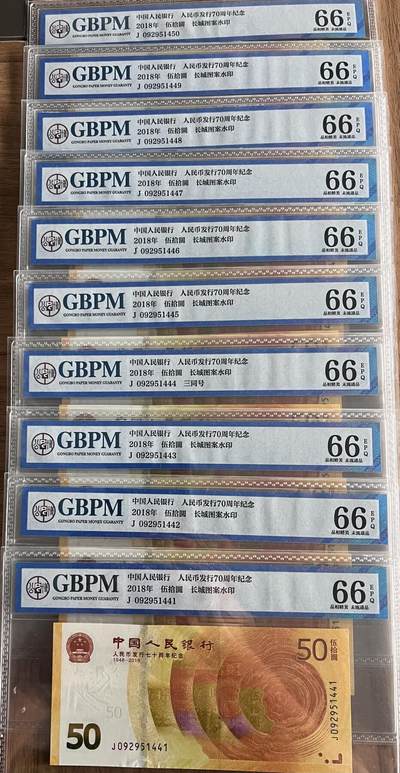 GBPM
GONGBO PAPER MONEY GUARANTY
中国人民银行 人民币发行70周年纪念
2018年 伍拾圆 长城图案水印
J 092951450
66 EPQ
品相精美 未流通品
GBPM
GONGBO PAPER MONEY GUARANTY
中国人民银行 人民币发行70周年纪念
2018年 伍拾圆 长城图案水印
J 092951449
66 EPQ
品相精美 未流通品
GBPM
GONGBO PAPER MONEY GUARANTY
中国人民银行 人民币发行70周年纪念
2018年 伍拾圆 长城图案水印
J 092951448
66 EPQ
品相精美 未流通品
GBPM
GONGBO PAPER MONEY GUARANTY
中国人民银行 人民币发行70周年纪念
2018年 伍拾圆 长城图案水印
J 092951447
66 EPQ
品相精美 未流通品
GBPM
GONGBO PAPER MONEY GUARANTY
中国人民银行 人民币发行70周年纪念
2018年 伍拾圆 长城图案水印
J 092951446
66 EPQ
品相精美 未流通品
GBPM
GONGBO PAPER MONEY GUARANTY
中国人民银行 人民币发行70周年纪念
2018年 伍拾圆 长城图案水印
J 092951445
66 EPQ
品相精美 未流通品
GBPM
GONGBO PAPER MONEY GUARANTY
中国人民银行 人民币发行70周年纪念
2018年 伍拾圆 长城图案水印
J 092951444 三同号
66 EPQ
品相精美 未流通品
GBPM
GONGBO PAPER MONEY GUARANTY
中国人民银行 人民币发行70周年纪念
2018年 伍拾圆 长城图案水印
J 092951443
66 EPQ
品相精美 未流通品
GBPM
GONGBO PAPER MONEY GUARANTY
中国人民银行 人民币发行70周年纪念
2018年 伍拾圆 长城图案水印
J 092951442
66 EPQ
品相精美 未流通品
GBPM
GONGBO PAPER MONEY GUARANTY
中国人民银行 人民币发行70周年纪念
2018年 伍拾圆 长城图案水印
J 092951441
66 EPQ
品相精美 未流通品
中国人民银行
人民币发行七十周年纪念
1948-2018
50 伍拾圆
50
50
J092951441
J092951441